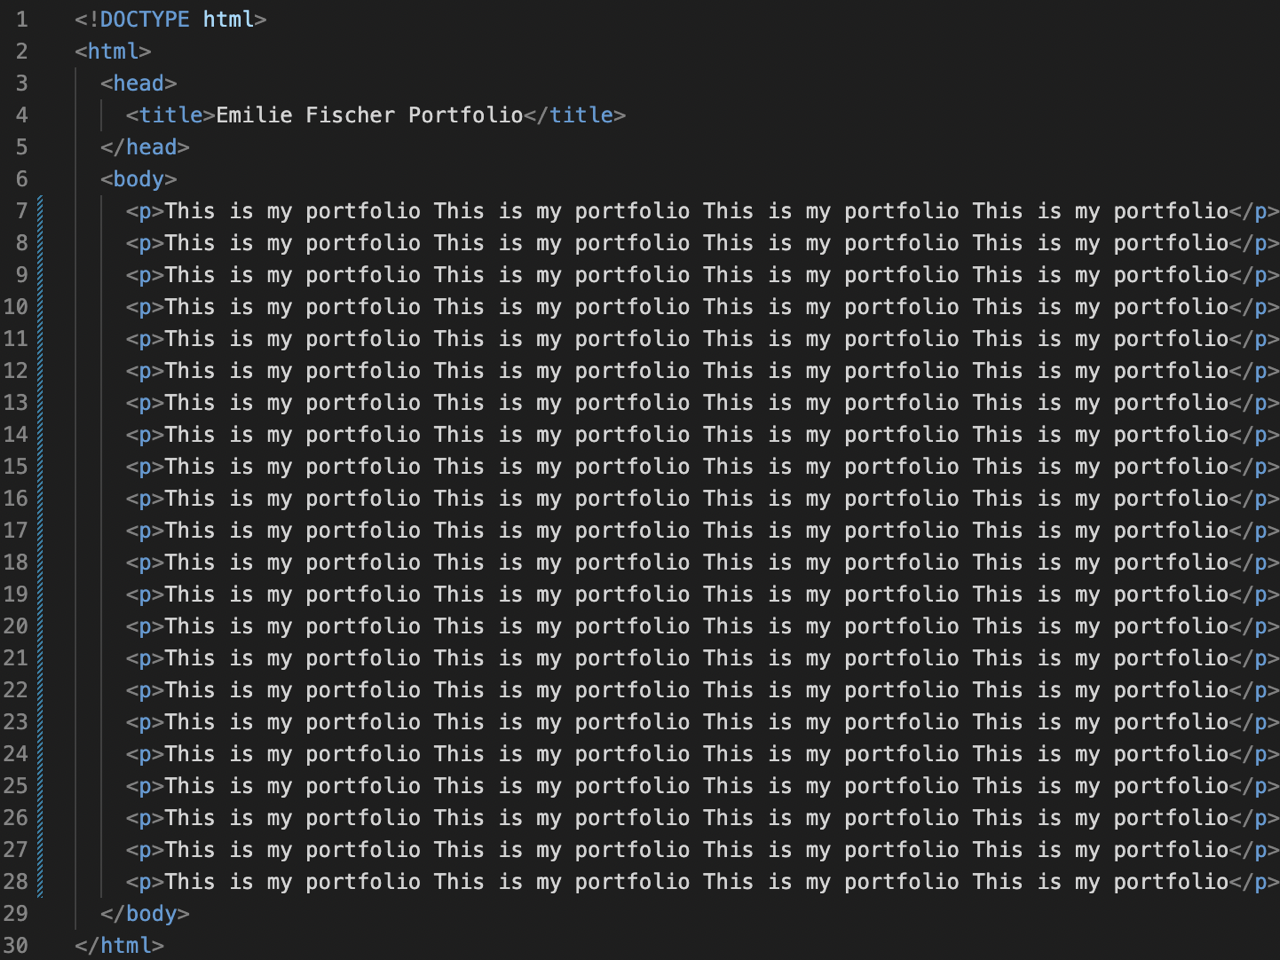 1 <!DOCTYPE html>
2 <html>
3 <head>
4 <title>Emilie Fischer Portfolio</title>
5 </head>
6 <body>
7 <p>This is my portfolio This is my portfolio This is my portfolio This is my portfolio</p>
8 <p>This is my portfolio This is my portfolio This is my portfolio This is my portfolio</p>
9 <p>This is my portfolio This is my portfolio This is my portfolio This is my portfolio</p>
10 <p>This is my portfolio This is my portfolio This is my portfolio This is my portfolio</p>
11 <p>This is my portfolio This is my portfolio This is my portfolio This is my portfolio</p>
12 <p>This is my portfolio This is my portfolio This is my portfolio This is my portfolio</p>
13 <p>This is my portfolio This is my portfolio This is my portfolio This is my portfolio</p>
14 <p>This is my portfolio This is my portfolio This is my portfolio This is my portfolio</p>
15 <p>This is my portfolio This is my portfolio This is my portfolio This is my portfolio</p>
16 <p>This is my portfolio This is my portfolio This is my portfolio This is my portfolio</p>
17 <p>This is my portfolio This is my portfolio This is my portfolio This is my portfolio</p>
18 <p>This is my portfolio This is my portfolio This is my portfolio This is my portfolio</p>
19 <p>This is my portfolio This is my portfolio This is my portfolio This is my portfolio</p>
20 <p>This is my portfolio This is my portfolio This is my portfolio This is my portfolio</p>
21 <p>This is my portfolio This is my portfolio This is my portfolio This is my portfolio</p>
22 <p>This is my portfolio This is my portfolio This is my portfolio This is my portfolio</p>
23 <p>This is my portfolio This is my portfolio This is my portfolio This is my portfolio</p>
24 <p>This is my portfolio This is my portfolio This is my portfolio This is my portfolio</p>
25 <p>This is my portfolio This is my portfolio This is my portfolio This is my portfolio</p>
26 <p>This is my portfolio This is my portfolio This is my portfolio This is my portfolio</p>
27 <p>This is my portfolio This is my portfolio This is my portfolio This is my portfolio</p>
28 <p>This is my portfolio This is my portfolio This is my portfolio This is my portfolio</p>
29 </body>
30 </html>